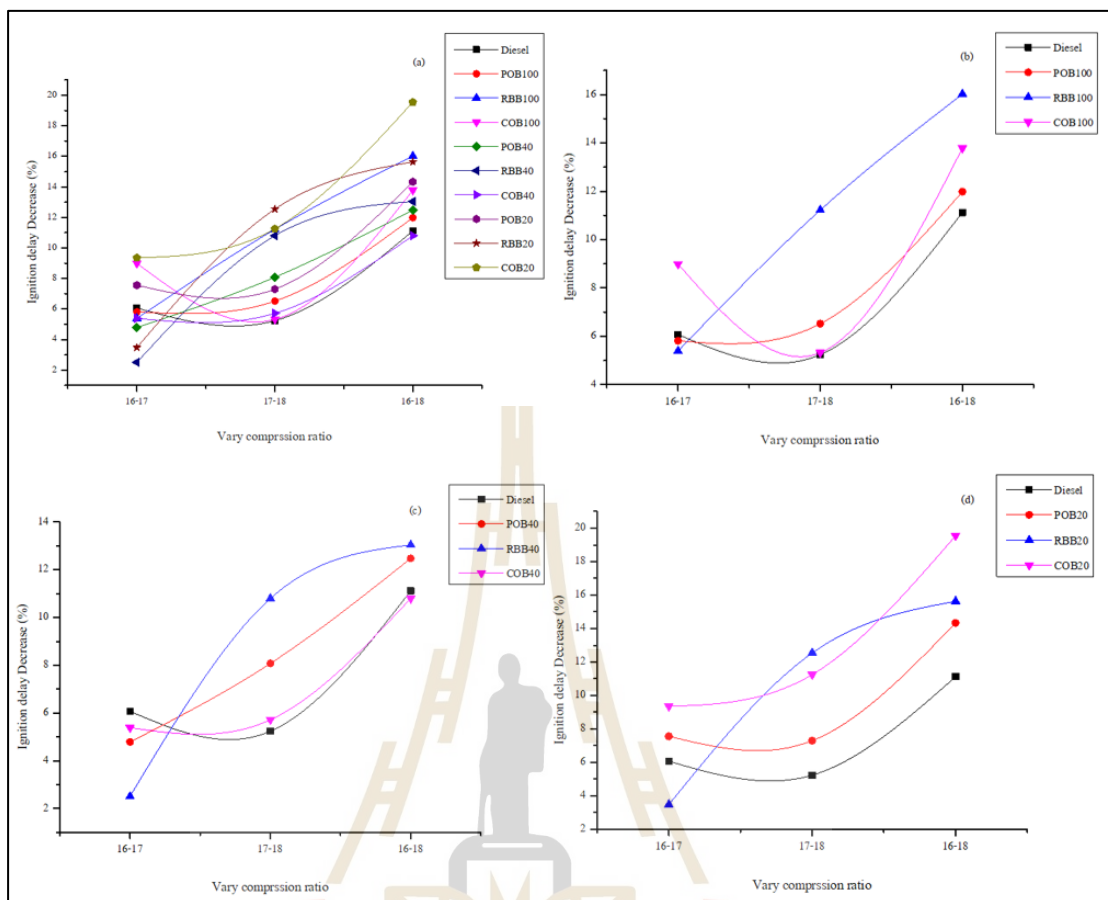 (a)
Diesel
POB100
RBB100
COB100
POB40
RBB40
COB40
POB20
RBB20
COB20
Ignition delay Decrease (%)
20
18
16
14
12
10
8
6
4
2
16-17
17-18
16-18
Vary comprssion ratio
(b)
Diesel
POB100
RBB100
COB100
Ignition delay Decrease (%)
16
14
12
10
8
6
4
16-17
17-18
16-18
Vary comprssion ratio
(c)
Diesel
POB40
RBB40
COB40
Ignition delay Decrease (%)
14
12
10
8
6
4
2
16-17
17-18
16-18
Vary comprssion ratio
(d)
Diesel
POB20
RBB20
COB20
Ignition delay Decrease (%)
20
18
16
14
12
10
8
6
4
2
16-17
17-18
16-18
Vary comprssion ratio